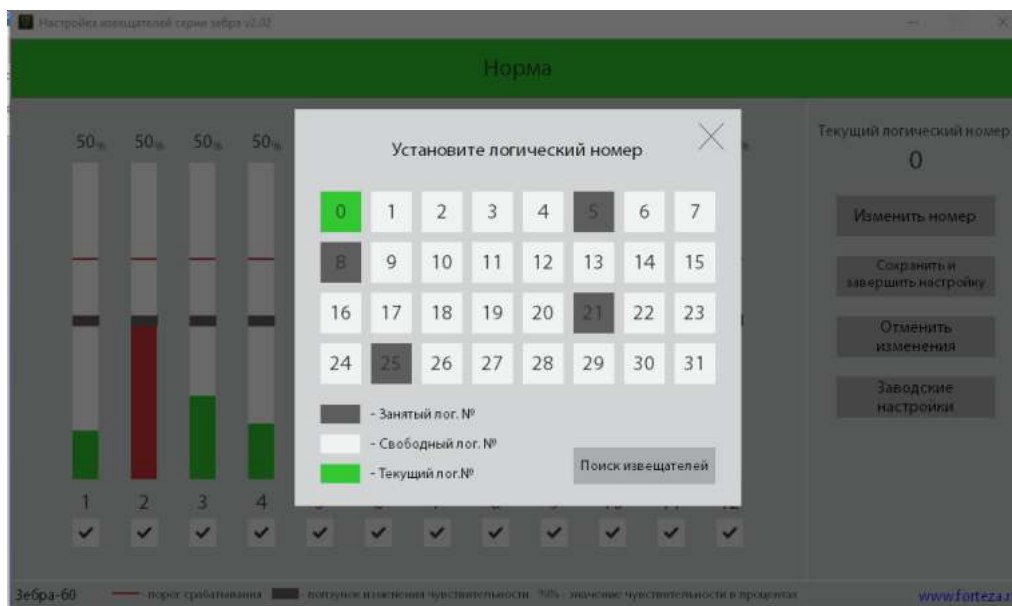 Настройка извещателей серии зебра v2.02
Норма
50% 50% 50% 50% %
Текущий логический номер
0
Изменить номер
Сохранить и
завершить настройку
Отменить
изменения
Заводские
настройки
Установите логический номер
0 1 2 3 4 5 6 7
8 9 10 11 12 13 14 15
16 17 18 19 20 21 22 23
24 25 26 27 28 29 30 31
- Занятый лог. №
- Свободный лог. №
- Текущий лог.№
Поиск извещателей
1 2 3 4
Зебра-60 - порог срабатывания - ползунок изменения чувствительности 50% - значение чувствительности в процентах www.forteza.r